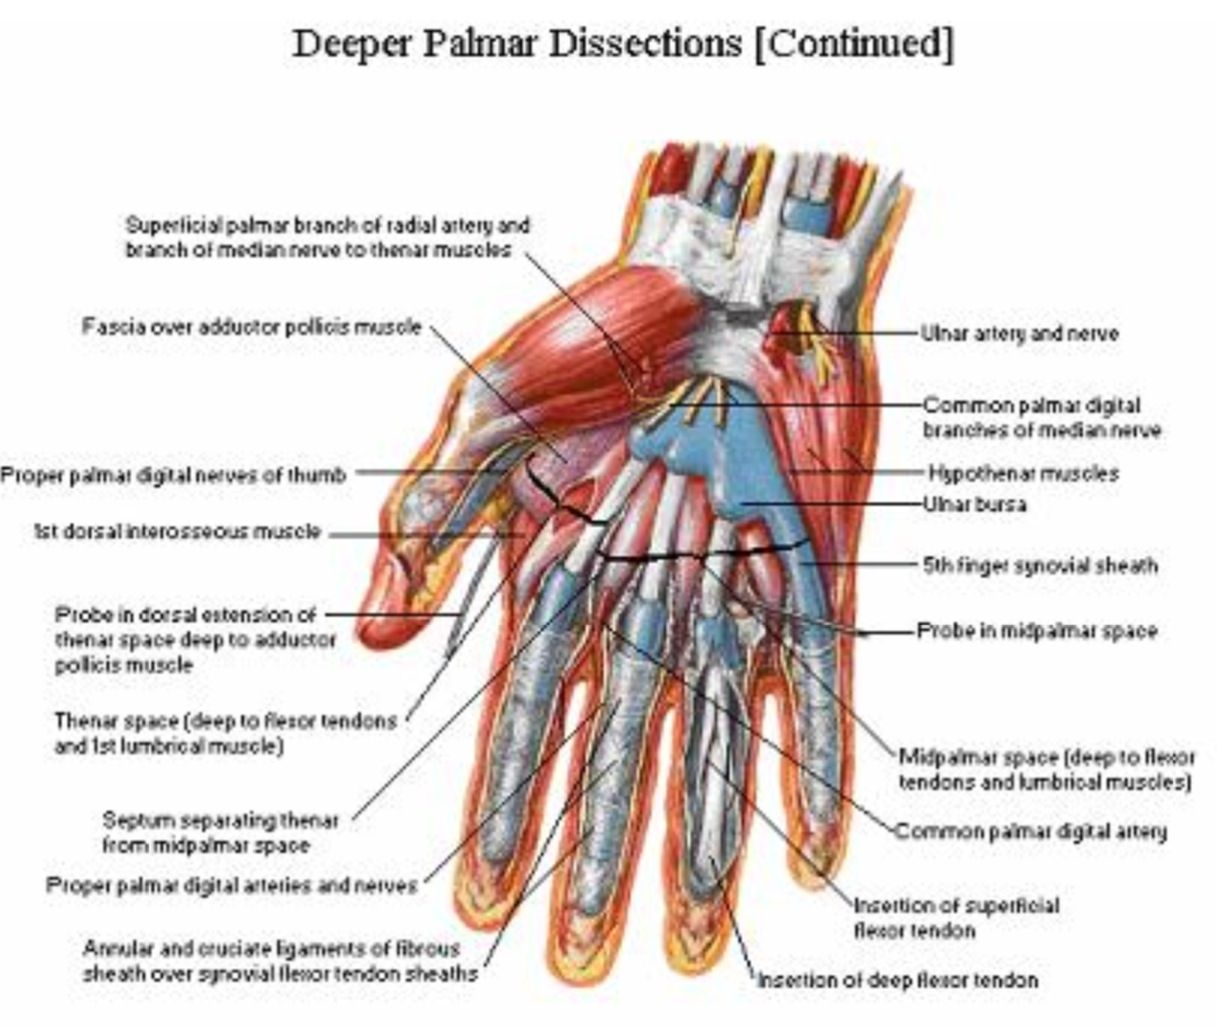 Deeper Palmar Dissections [Continued]
Superficial palmar branch of radial artery and
branch of median nerve to thenar muscles
Fascia over adductor pollicis muscle
Proper palmar digital nerves of thumb
1st dorsal interosseous muscle
Probe in dorsal extension of
thenar space deep to adductor
pollicis muscle
Thenar space (deep to flexor tendons
and 1st lumbrical muscle)
Septum separating thenar
from midpalmar space
Proper palmar digital arteries and nerves
Annular and cruciate ligaments of fibrous
sheath over synovial flexor tendon sheaths
Ulnar artery and nerve
Common palmar digital
branches of median nerve
Hypothenar muscles
Ulnar bursa
5th finger synovial sheath
Probe in midpalmar space
Midpalmar space (deep to flexor
tendons and lumbrical muscles)
Common palmar digital artery
Insertion of superficial
flexor tendon
Insertion of deep flexor tendon